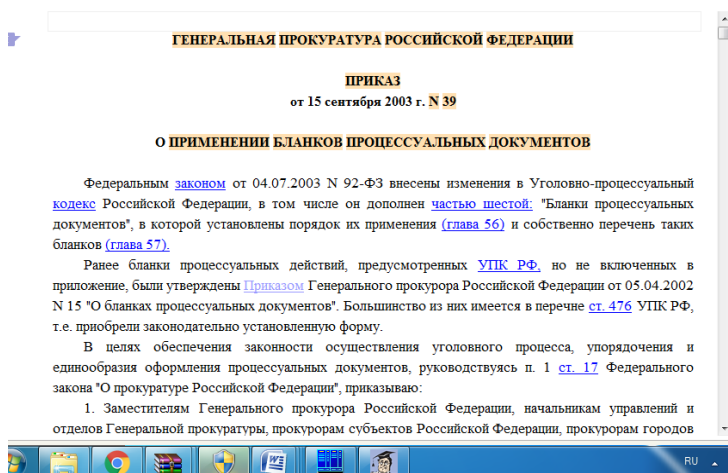 ГЕНЕРАЛЬНАЯ ПРОКУРАТУРА РОССИЙСКОЙ ФЕДЕРАЦИИ
ПРИКАЗ
от 15 сентября 2003 г. N 39
О ПРИМЕНЕНИИ БЛАНКОВ ПРОЦЕССУАЛЬНЫХ ДОКУМЕНТОВ
Федеральным законом от 04.07.2003 N 92-ФЗ внесены изменения в Уголовно-процессуальный
кодекс Российской Федерации, в том числе он дополнен частью шестой: "Бланки процессуальных
документов", в которой установлены порядок их применения (глава 56) и собственно перечень таких
бланков (глава 57).
Ранее бланки процессуальных действий, предусмотренных УПК РФ, но не включенных в
приложение, были утверждены Приказом Генерального прокурора Российской Федерации от 05.04.2002
N 15 "О бланках процессуальных документов". Большинство из них имеется в перечне ст. 476 УПК РФ,
т.е. приобрели законодательно установленную форму.
В целях обеспечения законности осуществления уголовного процесса, упорядочения и
единообразия оформления процессуальных документов, руководствуясь п. 1 ст. 17 Федерального
закона "О прокуратуре Российской Федерации", приказываю:
1. Заместителям Генерального прокурора Российской Федерации, начальникам управлений и
отделов Генеральной прокуратуры, прокурорам субъектов Российской Федерации, прокурорам городов
RU